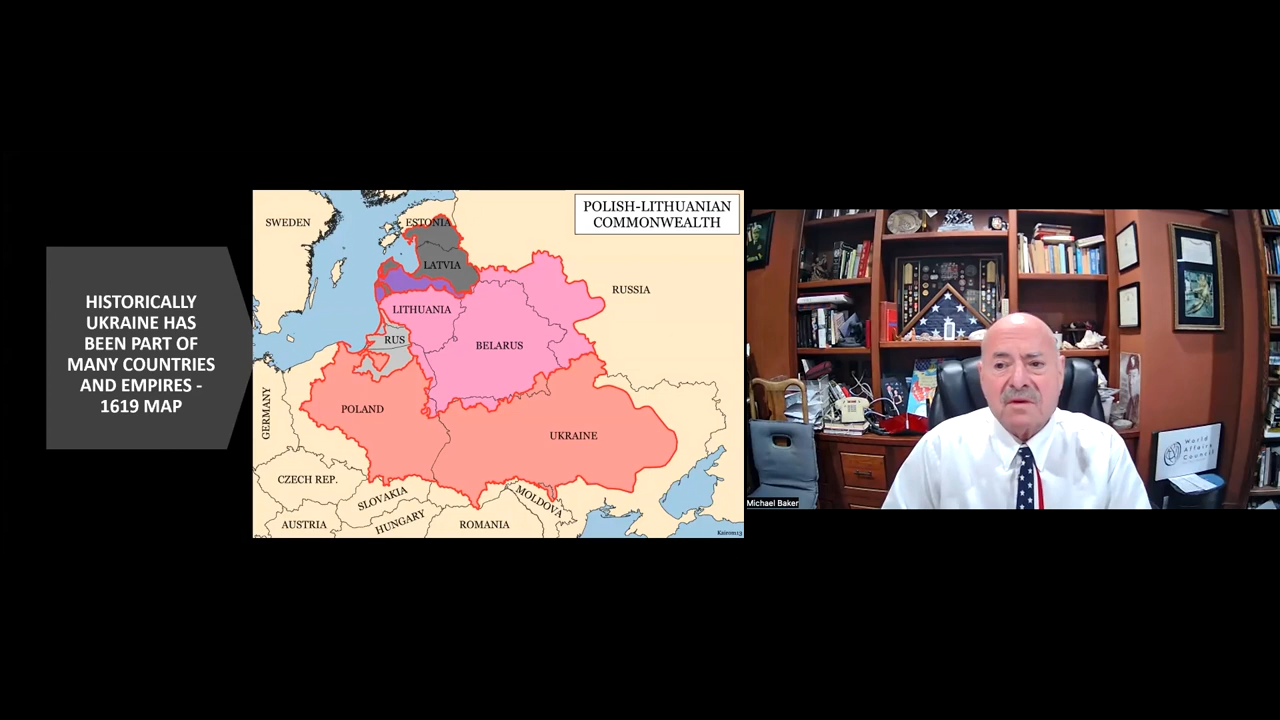 HISTORICALLY
UKRAINE HAS
BEEN PART OF
MANY COUNTRIES
AND EMPIRES -
1619 MAP
POLISH-LITHUANIAN
COMMONWEALTH
SWEDEN
ESTONIA
LATVIA
RUSSIA
LITHUANIA
RUS
BELARUS
POLAND
GERMANY
UKRAINE
CZECH REP.
SLOVAKIA
MOLDOVA
AUSTRIA
HUNGARY
ROMANIA
World
Affairs
Council
Michael Baker